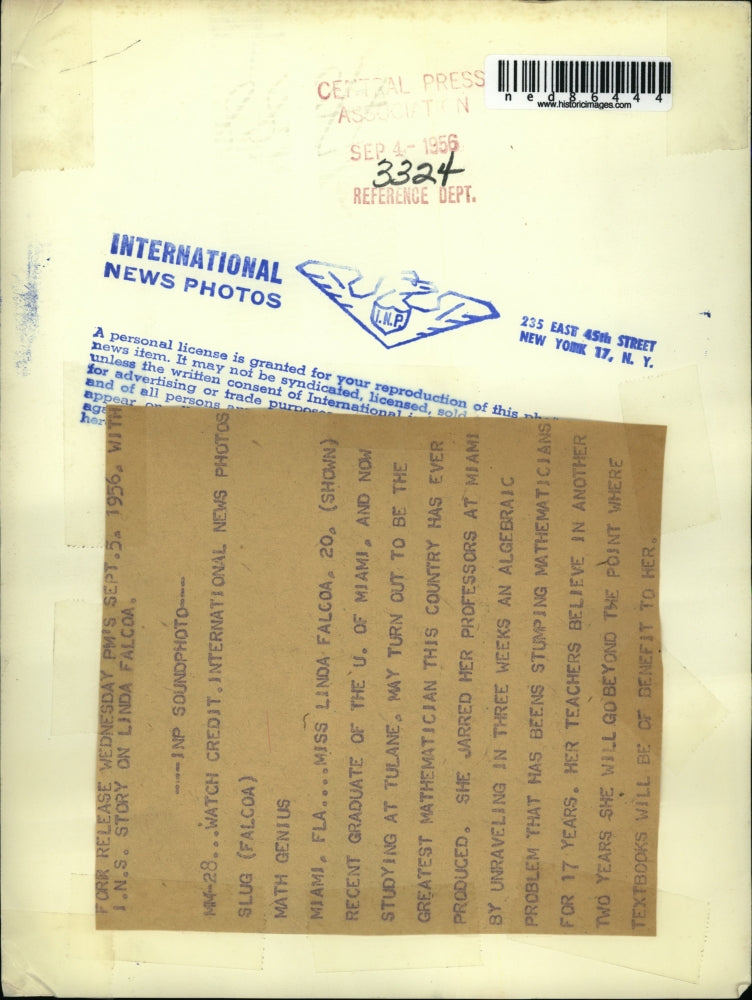 CENTRAL PRESS
ASSOCIATION
SEP 4- 1956
3324
REFERENCE DEPT.
ned86444
www.historicimages.com
INTERNATIONAL
NEWS PHOTOS
I.N.P.
235 EAST 45th STREET
NEW YORK 17, N. Y.
A personal license is granted for your reproduction of this
news item. It may not be syndicated, licensed, sold
unless the written consent of International
for advertising or trade purposes
and of all persons
appear
FORR RELEASE WEDNESDAY PM'S SEPT.5. 1956, WITH
I.N.S. STORY ON LINDA FALCOA.
----INP SOUNDPHOTO----
MM-28...WATCH CREDIT.INTERNATIONAL NEWS PHOTOS
SLUG (FALCOA)
MATH GENIUS
MIAMI, FLA....MISS LINDA FALCOA, 20, (SHOWN)
RECENT GRADUATE OF THE U. OF MIAMI, AND NOW
STUDYING AT TULANE, MAY TURN OUT TO BE THE
GREATEST MATHEMATICIAN THIS COUNTRY HAS EVER
PRODUCED. SHE JARRED HER PROFESSORS AT MIAMI
BY UNRAVELING IN THREE WEEKS AN ALGEBRAIC
PROBLEM THAT HAS BEENS STUMPING MATHEMATICIANS
FOR 17 YEARS. HER TEACHERS BELIEVE IN ANOTHER
TWO YEARS SHE WILL GO BEYOND THE POINT WHERE
TEXTBOOKS WILL BE OF BENEFIT TO HER.